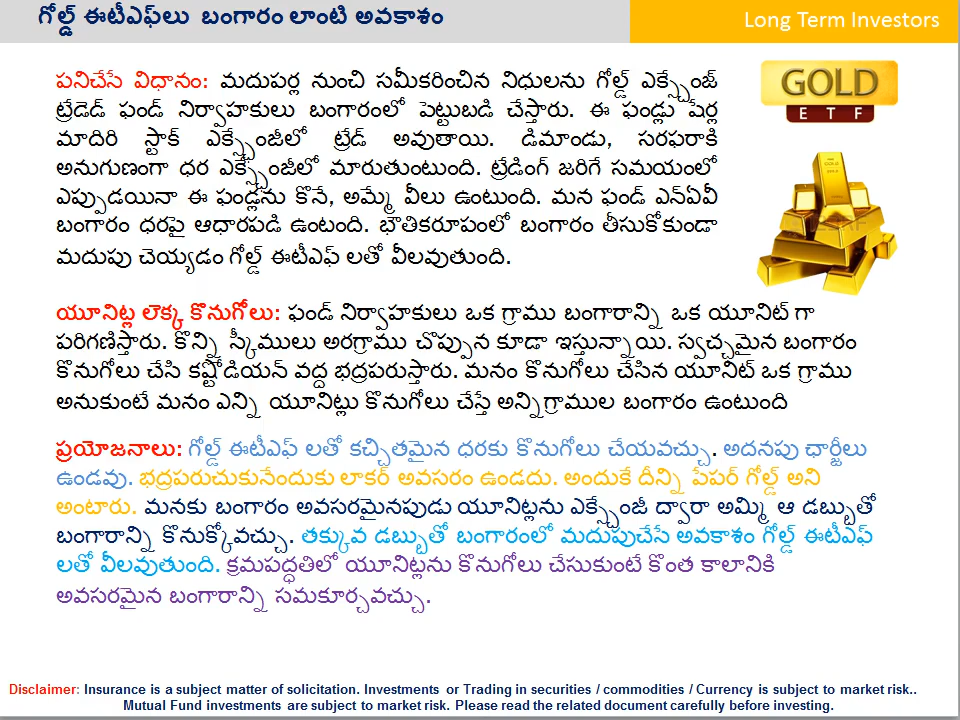 గోల్డ్ ఈటీఎఫ్‌లు బంగారం లాంటి అవకాశం
Long Term Investors
పనిచేసే విధానం: మదుపర్ల నుంచి సమీకరించిన నిధులను గోల్డ్ ఎక్స్ఛేంజ్
ట్రేడెడ్ ఫండ్ నిర్వాహకులు బంగారంలో పెట్టుబడి చేస్తారు. ఈ ఫండ్లు షేర్ల
మాదిరి స్టాక్ ఎక్స్ఛేంజీలో ట్రేడ్ అవుతాయి. డిమాండు, సరఫరాకి
అనుగుణంగా ధర ఎక్స్ఛేంజీలో మారుతుంటుంది. ట్రేడింగ్ జరిగే సమయంలో
ఎప్పుడయినా ఈ ఫండ్లను కొనే, అమ్మే వీలు ఉంటుంది. మన ఫండ్ ఎన్ఏవీ
బంగారం ధరపై ఆధారపడి ఉంటంది. భౌతికరూపంలో బంగారం తీసుకోకుండా
మదుపు చెయ్యడం గోల్డ్ ఈటీఎఫ్ లతో వీలవుతుంది.
GOLD
ETF
యూనిట్ల లెక్క కొనుగోలు: ఫండ్ నిర్వాహకులు ఒక గ్రాము బంగారాన్ని ఒక యూనిట్ గా
పరిగణిస్తారు. కొన్ని స్కీములు అరగ్రాము చొప్పున కూడా ఇస్తున్నాయి. స్వచ్చమైన బంగారం
కొనుగోలు చేసి కష్టోడియన్ వద్ద భద్రపరుస్తారు. మనం కొనుగోలు చేసిన యూనిట్ ఒక గ్రాము
అనుకుంటే మనం ఎన్ని యూనిట్లు కొనుగోలు చేస్తే అన్నిగ్రాముల బంగారం ఉంటుంది
ప్రయోజనాలు: గోల్డ్ ఈటీఎఫ్ లతో కచ్చితమైన ధరకు కొనుగోలు చేయవచ్చు. అదనపు ఛార్జీలు
ఉండవు. భద్రపరుచుకునేందుకు లాకర్ అవసరం ఉండదు. అందుకే దీన్ని పేపర్ గోల్డ్ అని
అంటారు. మనకు బంగారం అవసరమైనపుడు యూనిట్లను ఎక్స్ఛేంజీ ద్వారా అమ్మి ఆ డబ్బుతో
బంగారాన్ని కొనుక్కోవచ్చు. తక్కువ డబ్బుతో బంగారంలో మదుపుచేసే అవకాశం గోల్డ్ ఈటీఎఫ్
లతో వీలవుతుంది. క్రమపద్ధతిలో యూనిట్లను కొనుగోలు చేసుకుంటే కొంత కాలానికి
అవసరమైన బంగారాన్ని సమకూర్చవచ్చు.
Disclaimer: Insurance is a subject matter of solicitation. Investments or Trading in securities / commodities / Currency is subject to market risk..
Mutual Fund investments are subject to market risk. Please read the related document carefully before investing.